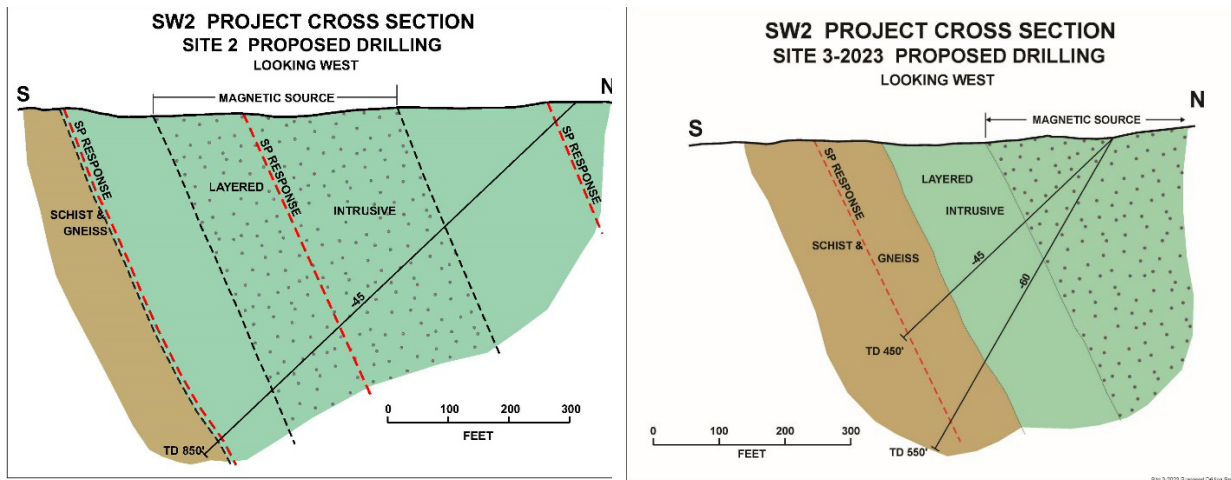 SW2 PROJECT CROSS SECTION
SITE 2 PROPOSED DRILLING
LOOKING WEST
S
N
MAGNETIC SOURCE
SP RESPONSE
SP RESPONSE
SP RESPONSE
LAYERED
INTRUSIVE
SCHIST &
GNEISS
-45
TD 850'
0 100 200 300
FEET
SW2 PROJECT CROSS SECTION
SITE 3-2023 PROPOSED DRILLING
LOOKING WEST
S
N
MAGNETIC SOURCE
SP RESPONSE
LAYERED
INTRUSIVE
SCHIST &
GNEISS
-45
-60
TD 450'
TD 550'
0 100 200 300
FEET